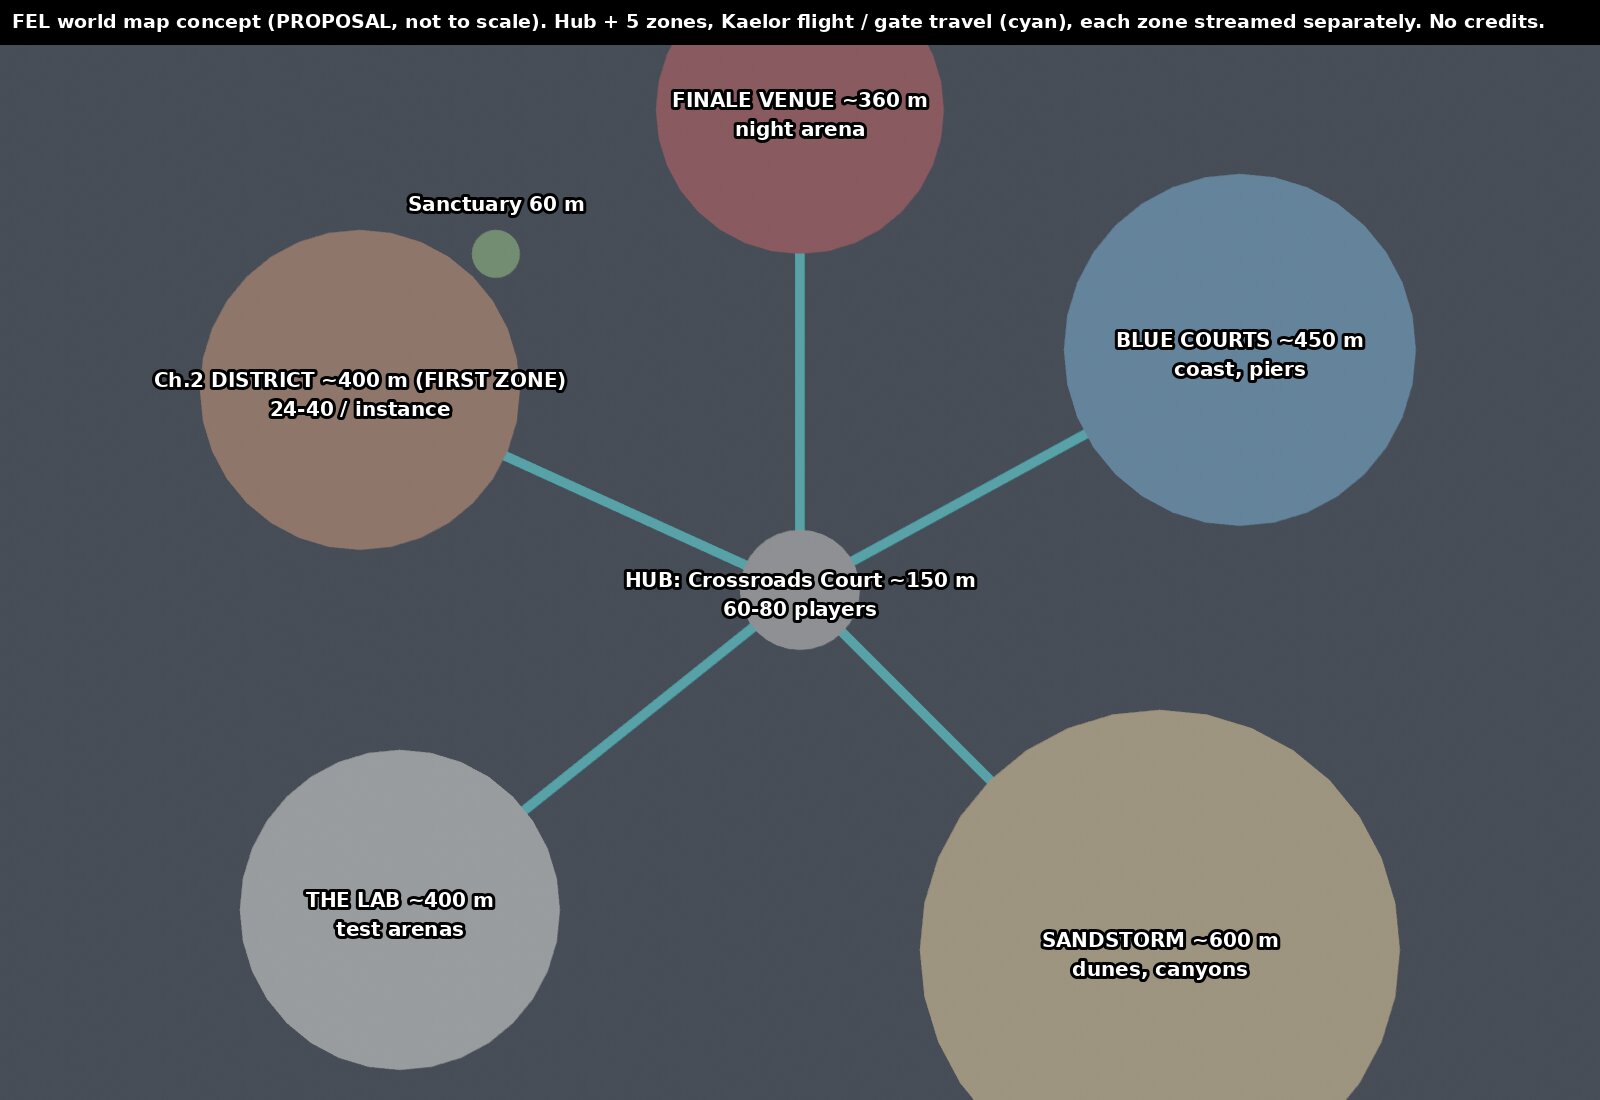 FEL world map concept (PROPOSAL, not to scale). Hub + 5 zones, Kaelor flight / gate travel (cyan), each zone streamed separately. No credits.
FINALE VENUE ~360 m
night arena
Sanctuary 60 m
BLUE COURTS ~450 m
coast, piers
Ch.2 DISTRICT ~400 m (FIRST ZONE)
24-40 / instance
HUB: Crossroads Court ~150 m
60-80 players
THE LAB ~400 m
test arenas
SANDSTORM ~600 m
dunes, canyons